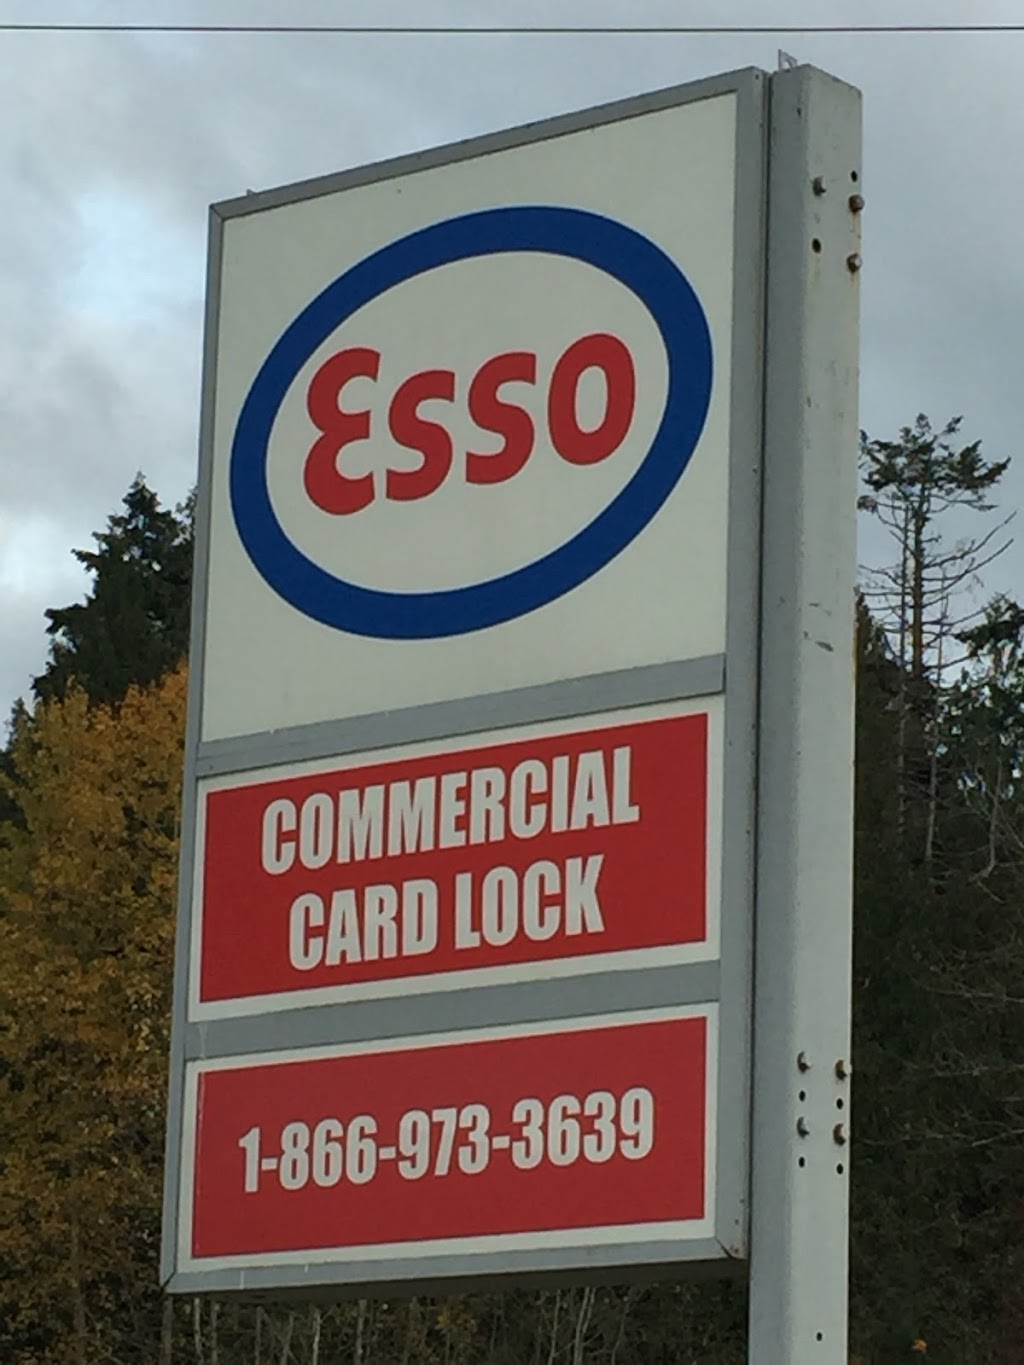 Esso
COMMERCIAL
CARD LOCK
1-866-973-3639